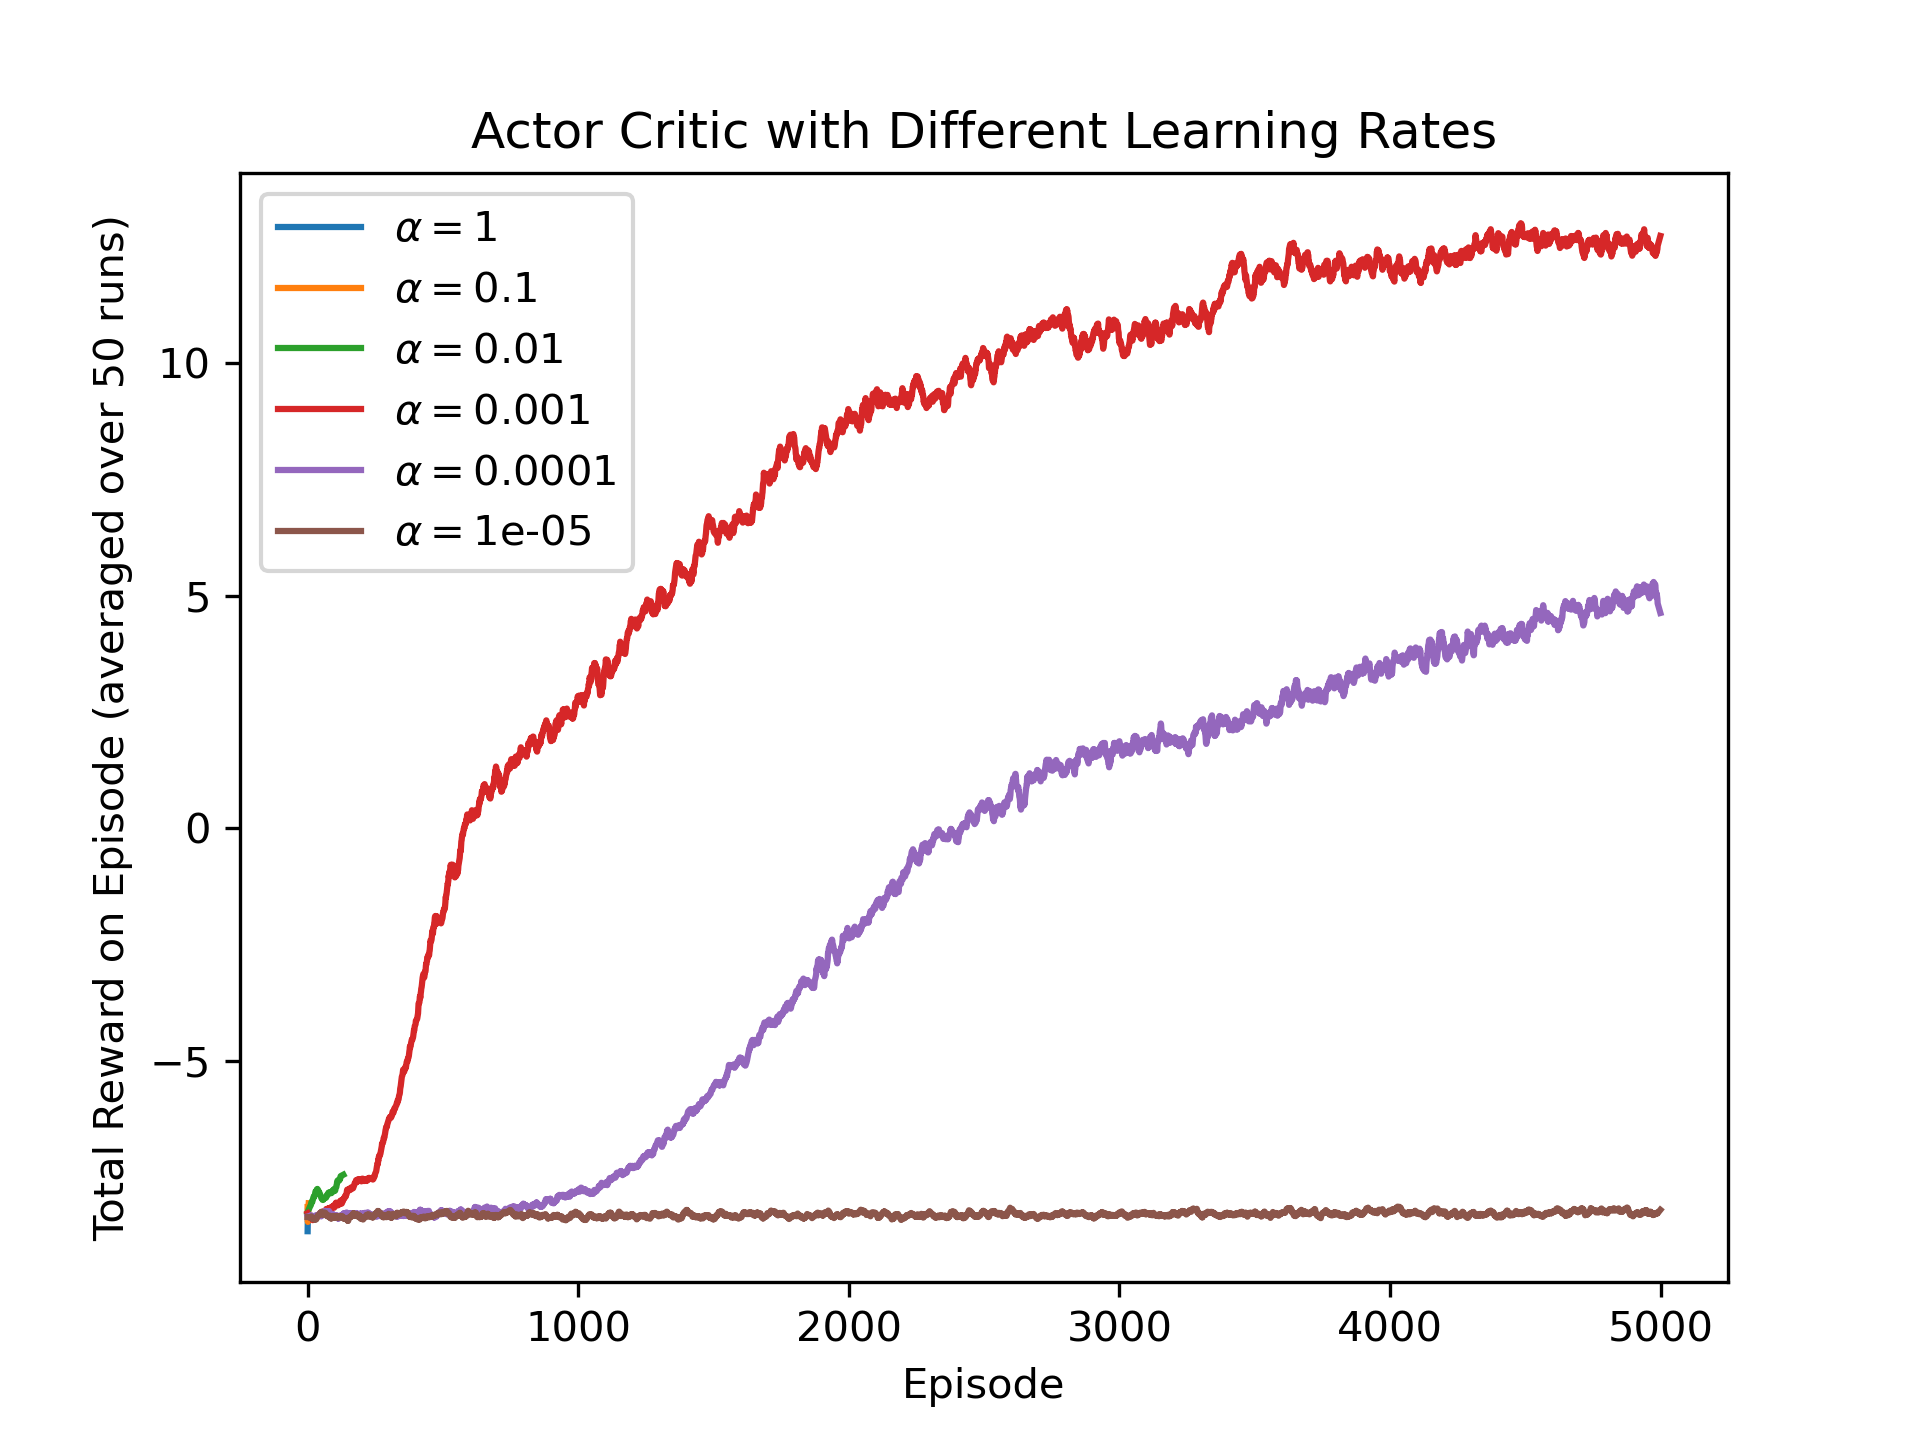 Actor Critic with Different Learning Rates
α = 1
α = 0.1
α = 0.01
α = 0.001
α = 0.0001
α = 1e-05
Total Reward on Episode (averaged over 50 runs)
10
5
0
−5
0 1000 2000 3000 4000 5000
Episode